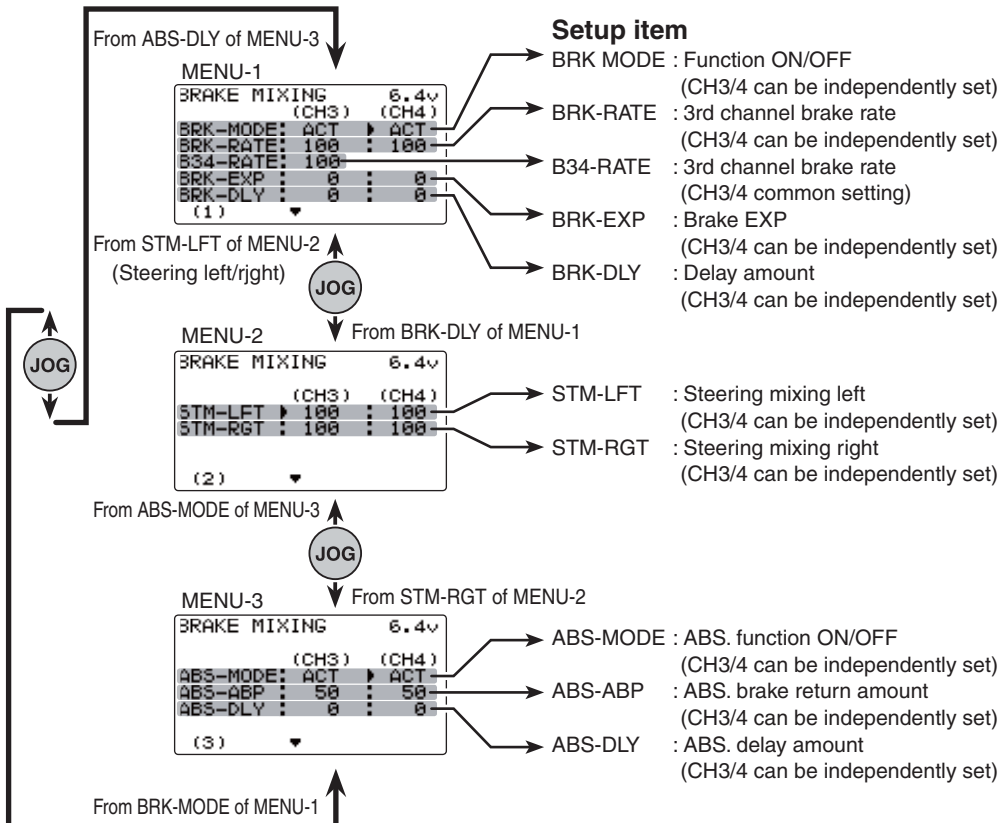 From ABS-DLY of MENU-3
MENU-1
BRAKE MIXING 6.4v
(CH3) (CH4)
BRK-MODE: ACT ▶ ACT
BRK-RATE: 100 : 100
B34-RATE: 100
BRK-EXP : 0 : 0
BRK-DLY : 0 : 0
(1) ▼
Setup item
BRK MODE : Function ON/OFF
(CH3/4 can be independently set)
BRK-RATE : 3rd channel brake rate
(CH3/4 can be independently set)
B34-RATE : 3rd channel brake rate
(CH3/4 common setting)
BRK-EXP : Brake EXP
(CH3/4 can be independently set)
BRK-DLY : Delay amount
(CH3/4 can be independently set)
From STM-LFT of MENU-2
(Steering left/rjght)
JOG
From BRK-DLY of MENU-1
JOG
MENU-2
BRAKE MIXING 6.4v
(CH3) (CH4)
STM-LFT ▶ 100 : 100
STM-RGT : 100 : 100
(2) ▼
STM-LFT : Steering mixing left
(CH3/4 can be independently set)
STM-RGT : Steering mixing right
(CH3/4 can be independently set)
From ABS-MODE of MENU-3
JOG
From STM-RGT of MENU-2
MENU-3
BRAKE MIXING 6.4v
(CH3) (CH4)
ABS-MODE: ACT ▶ ACT
ABS-ABP : 50 : 50
ABS-DLY : 0 : 0
(3) ▼
ABS-MODE : ABS. function ON/OFF
(CH3/4 can be independently set)
ABS-ABP : ABS. brake return amount
(CH3/4 can be independently set)
ABS-DLY : ABS. delay amount
(CH3/4 can be independently set)
From BRK-MODE of MENU-1